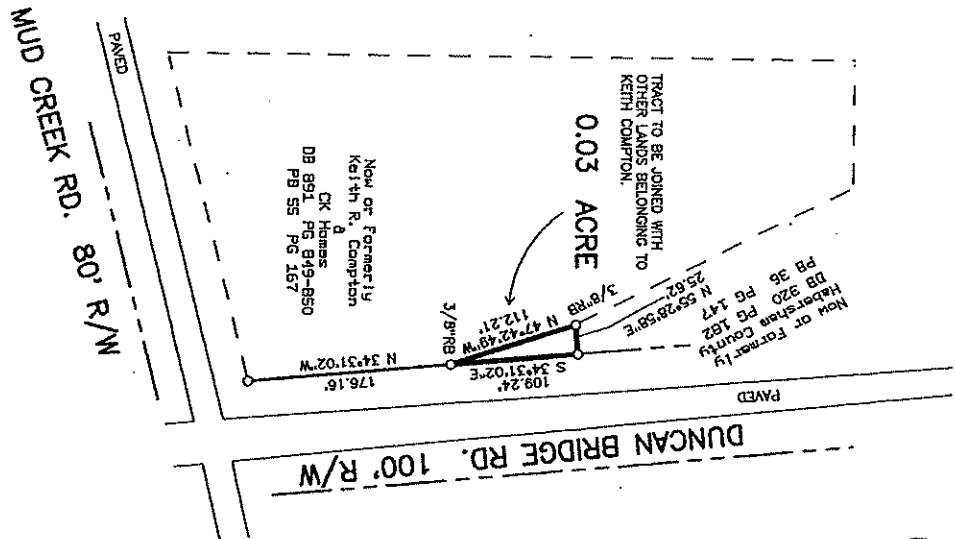 MUD CREEK RD. 80' R/W
PAVED
TRACT TO BE JOINED WITH
OTHER LANDS BELONGING TO
KEITH COMPTON.
0.03 ACRE
Now or Formerly
Keith R. Compton
&
CK Homes
DB 891 PG 849-850
PB 55 PG 167
3/8"RB
N 47°42'49"W
112.21'
3/8"RB
N 55°28'58"E
25.62'
Now or Formerly
Habersham County
DB 320 PG 182
PB 36 PG 147
S 34°31'02"E
109.24'
N 34°31'02"W
176.16'
PAVED
DUNCAN BRIDGE RD. 100' R/W